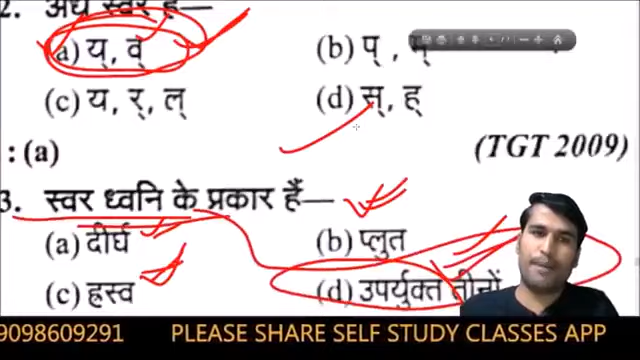 2. अर्ध स्वर हैं—
(a) य्, व् (b) प् , स्
(c) य, र्, ल् (d) स्, ह्
: (a) (TGT 2009)
3. स्वर ध्वनि के प्रकार हैं—
(a) दीर्घ (b) प्लुत
(c) ह्रस्व (d) उपर्युक्त तीनों
9098609291 PLEASE SHARE SELF STUDY CLASSES APP